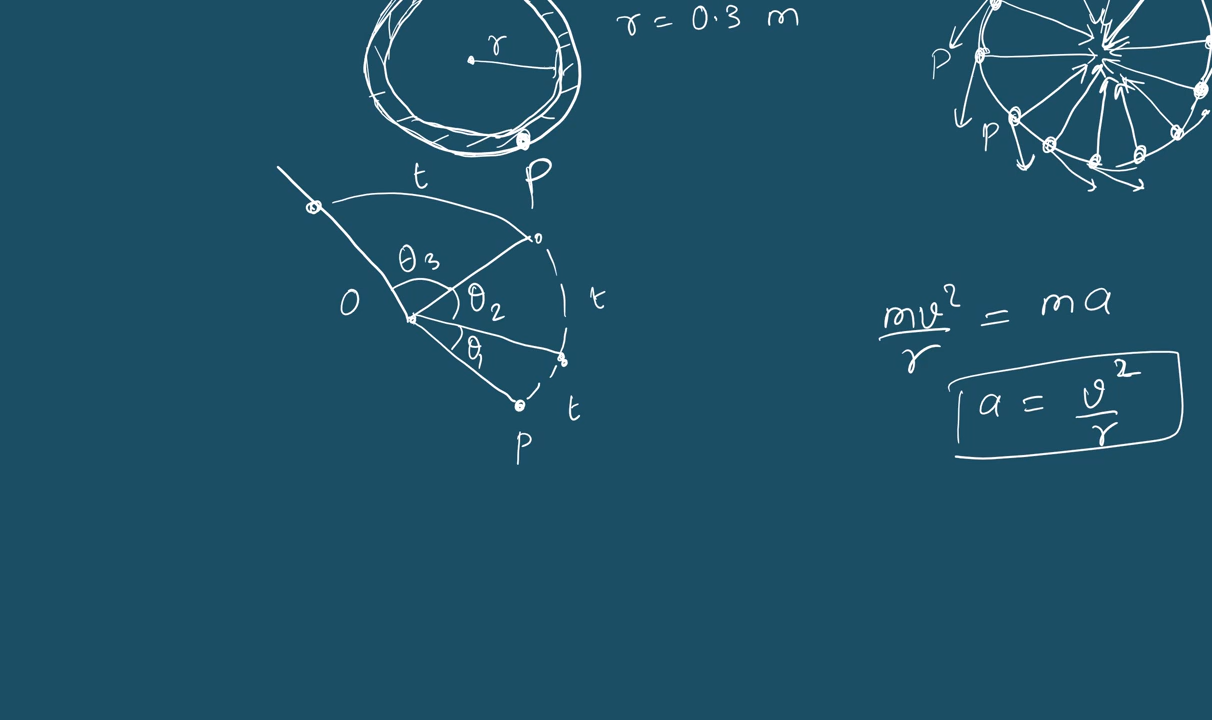 r
r = 0.3 m
P
P
P
t
θ3
θ2
θ1
O
t
t
P
mv²/r = ma
a = v²/r